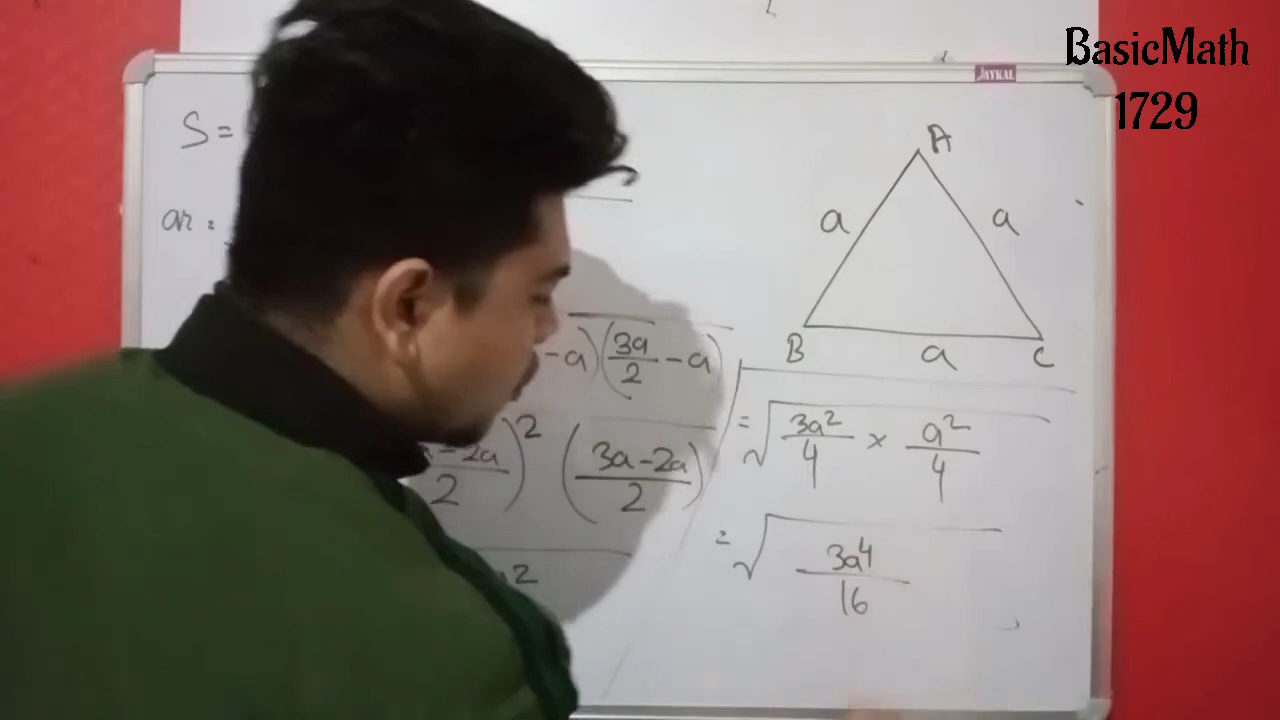 BasicMath
1729
JAYKAL
S =
ar =
A
a a
B a C
- a) (3a/2 - a)
- 2a/2)² (3a - 2a/2)
2
= √(3a²/4 × a²/4)
= √(3a⁴/16)